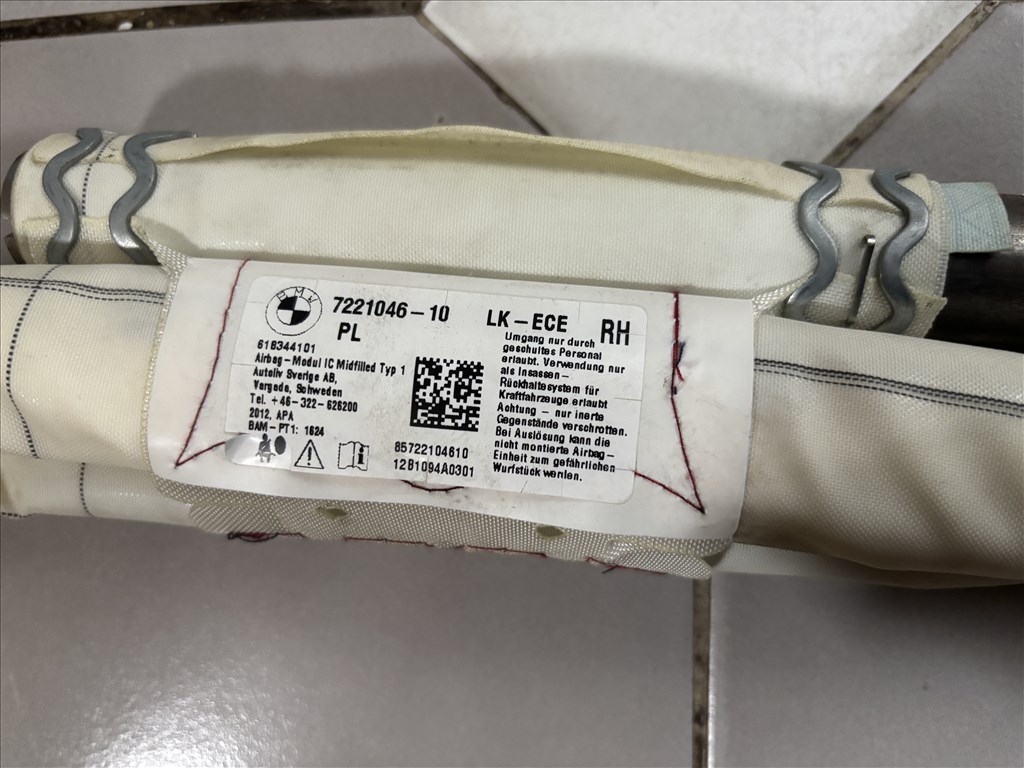 BMW
7221046-10 LK-ECE RH
PL
618344101
Airbag-Modul IC Midfilled Typ 1
Autoliv Sverige AB,
Vargada, Schweden
Tel. +46-322-626200
2012, APA
BAM-PT1: 1624
85722104610
12B1094A0301
Umgang nur durch
geschultes Personal
erlaubt. Verwendung nur
als Insassen-
Rückhaltesystem für
Kraftfahrzeuge erlaubt
Achtung - nur inerte
Gegenstände verschrotten.
Bei Auslösung kann die
nicht montierte Airbag-
Einheit zum gefährlichen
Wurfstück werden.